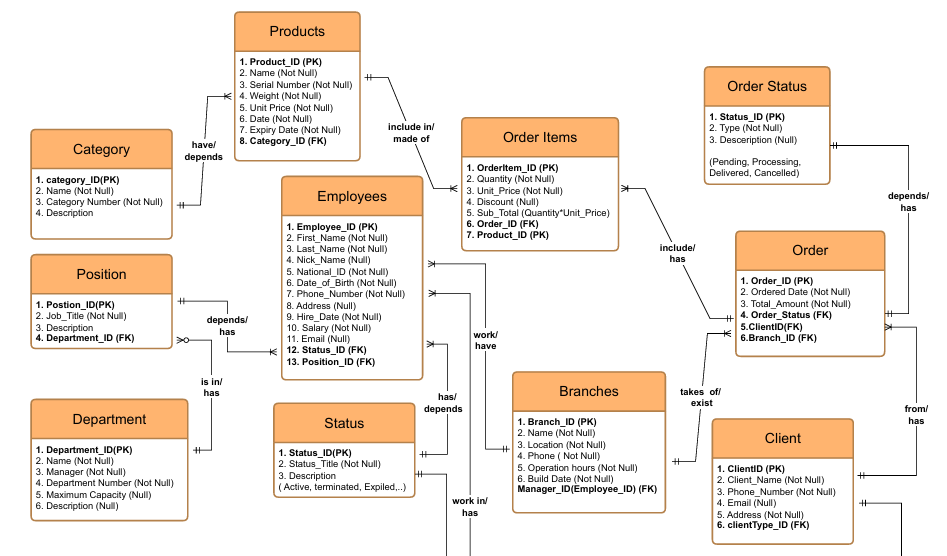 Products
1. Product_ID (PK)
2. Name (Not Null)
3. Serial Number (Not Null)
4. Weight (Not Null)
5. Unit Price (Not Null)
6. Date (Not Null)
7. Expiry Date (Not Null)
8. Category_ID (FK)
Order Status
1. Status_ID (PK)
2. Type (Not Null)
3. Desceription (Null)
(Pending, Processing,
Delivered, Cancelled)
Order Items
1. OrderItem_ID (PK)
2. Quantity (Not Null)
3. Unit_Price (Not Null)
4. Discount (Null)
5. Sub_Total (Quantity*Unit_Price)
6. Order_ID (FK)
7. Product_ID (PK)
include in/
made of
Category
1. category_ID(PK)
2. Name (Not Null)
3. Category Number (Not Null)
4. Description
have/
depends
Employees
1. Employee_ID (PK)
2. First_Name (Not Null)
3. Last_Name (Not Null)
4. Nick_Name (Null)
5. National_ID (Not Null)
6. Date_of_Birth (Not Null)
7. Phone_Number (Not Null)
8. Address (Null)
9. Hire_Date (Not Null)
10. Salary (Not Null)
11. Email (Null)
12. Status_ID (FK)
13. Position_ID (FK)
depends/
has
include/
has
Order
1. Order_ID (PK)
2. Ordered Date (Not Null)
3. Total_Amount (Not Null)
4. Order_Status (FK)
5.ClientID(FK)
6.Branch_ID (FK)
Position
1. Postion_ID(PK)
2. Job_Title (Not Null)
3. Description
4. Department_ID (FK)
depends/
has
work/
have
is in/
has
has/
depends
takes of/
exist
from/
has
Branches
1. Branch_ID (PK)
2. Name (Not Null)
3. Location (Not Null)
4. Phone ( Not Null)
5. Operation hours (Not Null)
6. Build Date (Not Null)
Manager_ID(Employee_ID) (FK)
Department
1. Department_ID(PK)
2. Name (Not Null)
3. Manager (Not Null)
4. Department Number (Not Null)
5. Maximum Capacity (Null)
6. Description (Null)
Status
1. Status_ID(PK)
2. Status_Title (Not Null)
3. Description
( Active, terminated, Expiled,..)
work in/
has
Client
1. ClientID (PK)
2. Client_Name (Not Null)
3. Phone_Number (Not Null)
4. Email (Null)
5. Address (Not Null)
6. clientType_ID (FK)